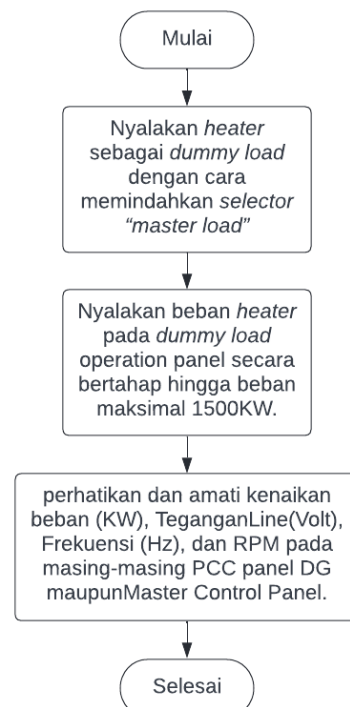 Mulai
Nyalakan heater
sebagai dummy load
dengan cara
memindahkan selector
“master load”
Nyalakan beban heater
pada dummy load
operation panel secara
bertahap hingga beban
maksimal 1500KW.
perhatikan dan amati kenaikan
beban (KW), TeganganLine(Volt),
Frekuensi (Hz), dan RPM pada
masing-masing PCC panel DG
maupunMaster Control Panel.
Selesai